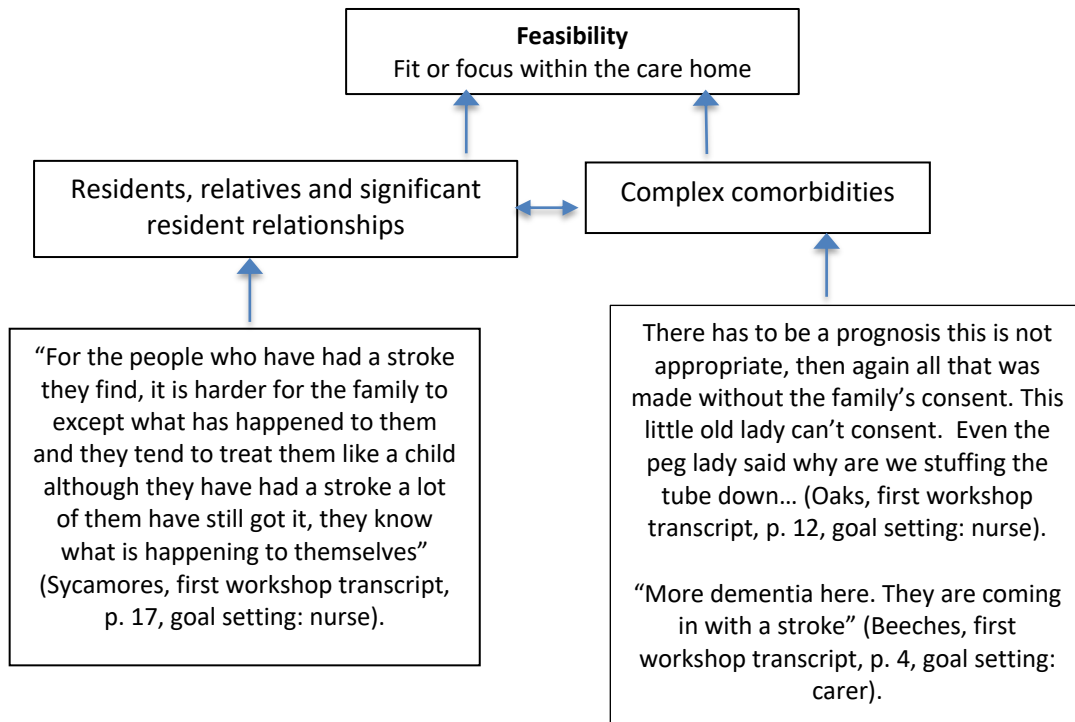 Feasibility
Fit or focus within the care home
Residents, relatives and significant
resident relationships
Complex comorbidities
“For the people who have had a stroke
they find, it is harder for the family to
except what has happened to them
and they tend to treat them like a child
although they have had a stroke a lot
of them have still got it, they know
what is happening to themselves”
(Sycamores, first workshop transcript,
p. 17, goal setting: nurse).
There has to be a prognosis this is not
appropriate, then again all that was
made without the family’s consent. This
little old lady can’t consent.  Even the
peg lady said why are we stuffing the
tube down… (Oaks, first workshop
transcript, p. 12, goal setting: nurse).
“More dementia here. They are coming
in with a stroke” (Beeches, first
workshop transcript, p. 4, goal setting:
carer).